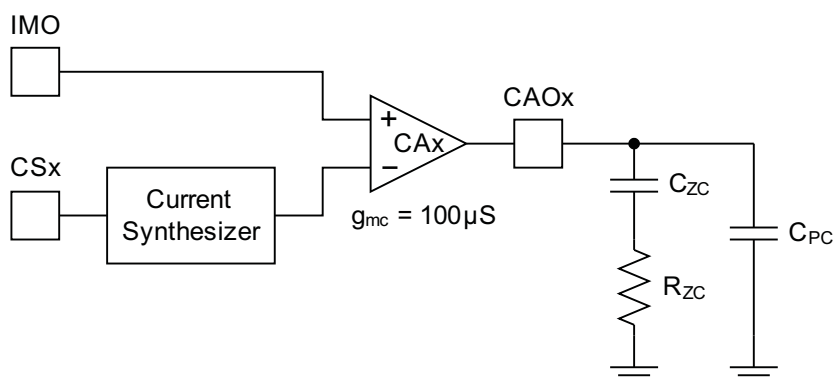 IMO
CAOx
+
CAx
−
CSx
Current
Synthesizer
gmc = 100µS
CZC
RZC
CPC